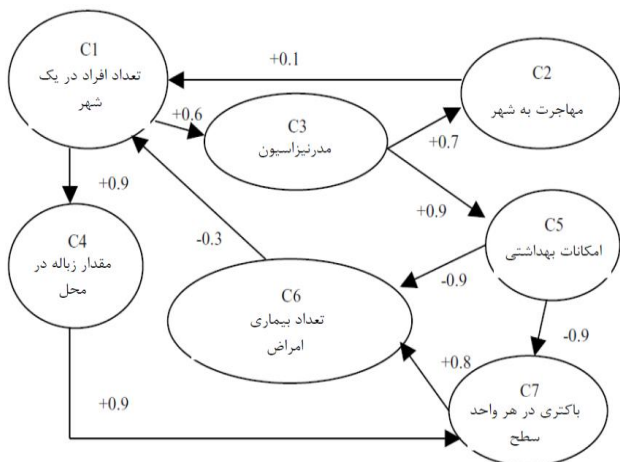 C1
تعداد افراد در یک
شهر
+0.1
C2
مهاجرت به شهر
+0.6
C3
مدرنیزاسیون
+0.7
+0.9
C4
مقدار زباله در
محل
+0.9
-0.3
C5
امکانات بهداشتی
-0.9
C6
تعداد بیماری
امراض
-0.9
+0.8
C7
باکتری در هر واحد
سطح
+0.9